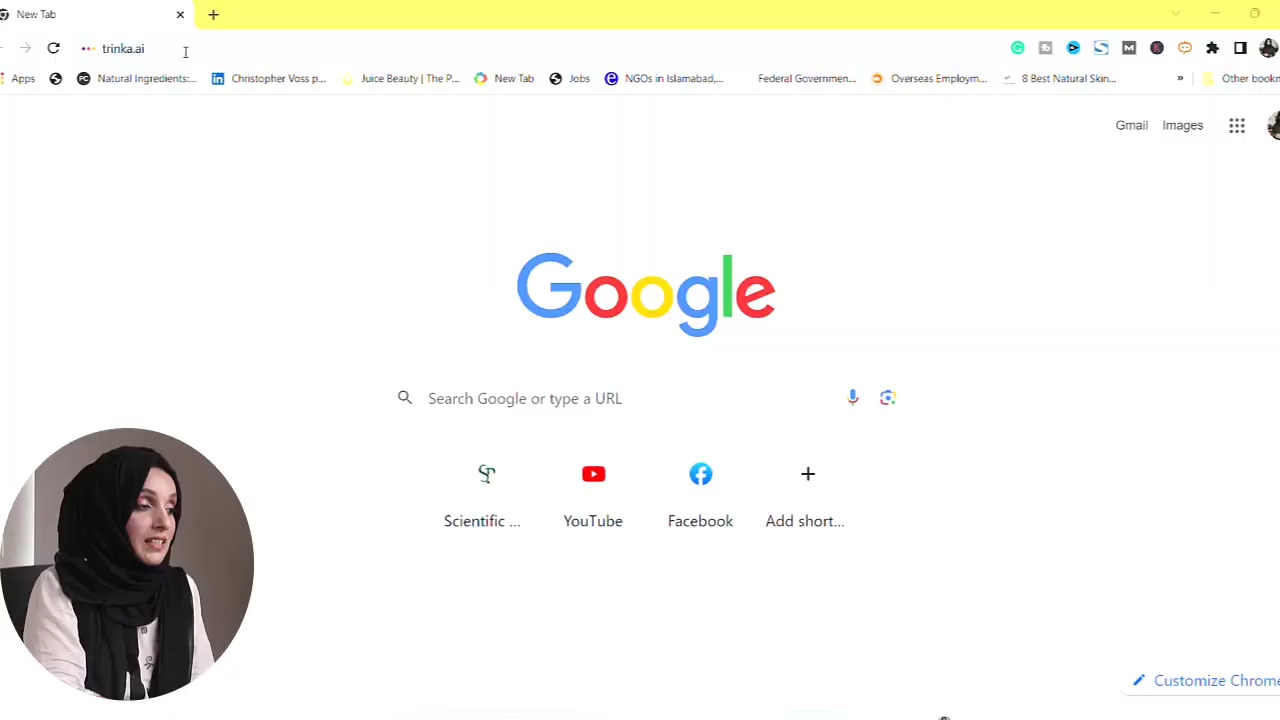 New Tab
trinka.ai
Apps Natural Ingredients:... Christopher Voss p... Juice Beauty | The P... New Tab Jobs NGOs in Islamabad,... Federal Governmen... Overseas Employm... 8 Best Natural Skin... » Other bookm
Gmail Images
Google
Search Google or type a URL
Scientific ... YouTube Facebook Add short...
Customize Chrome